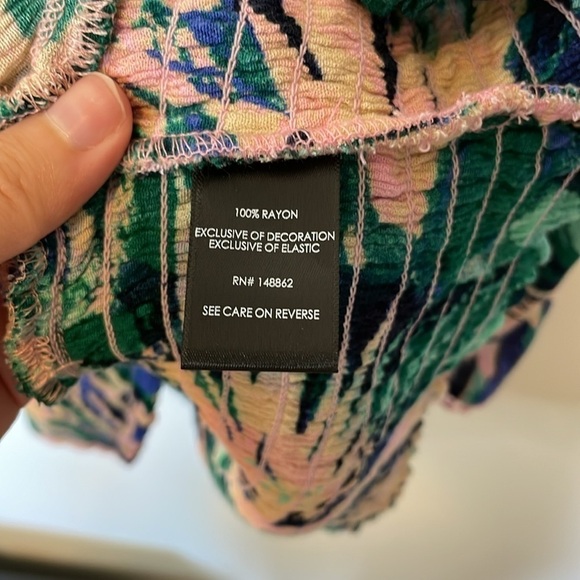 100% RAYON
EXCLUSIVE OF DECORATION
EXCLUSIVE OF ELASTIC
RN# 148862
SEE CARE ON REVERSE